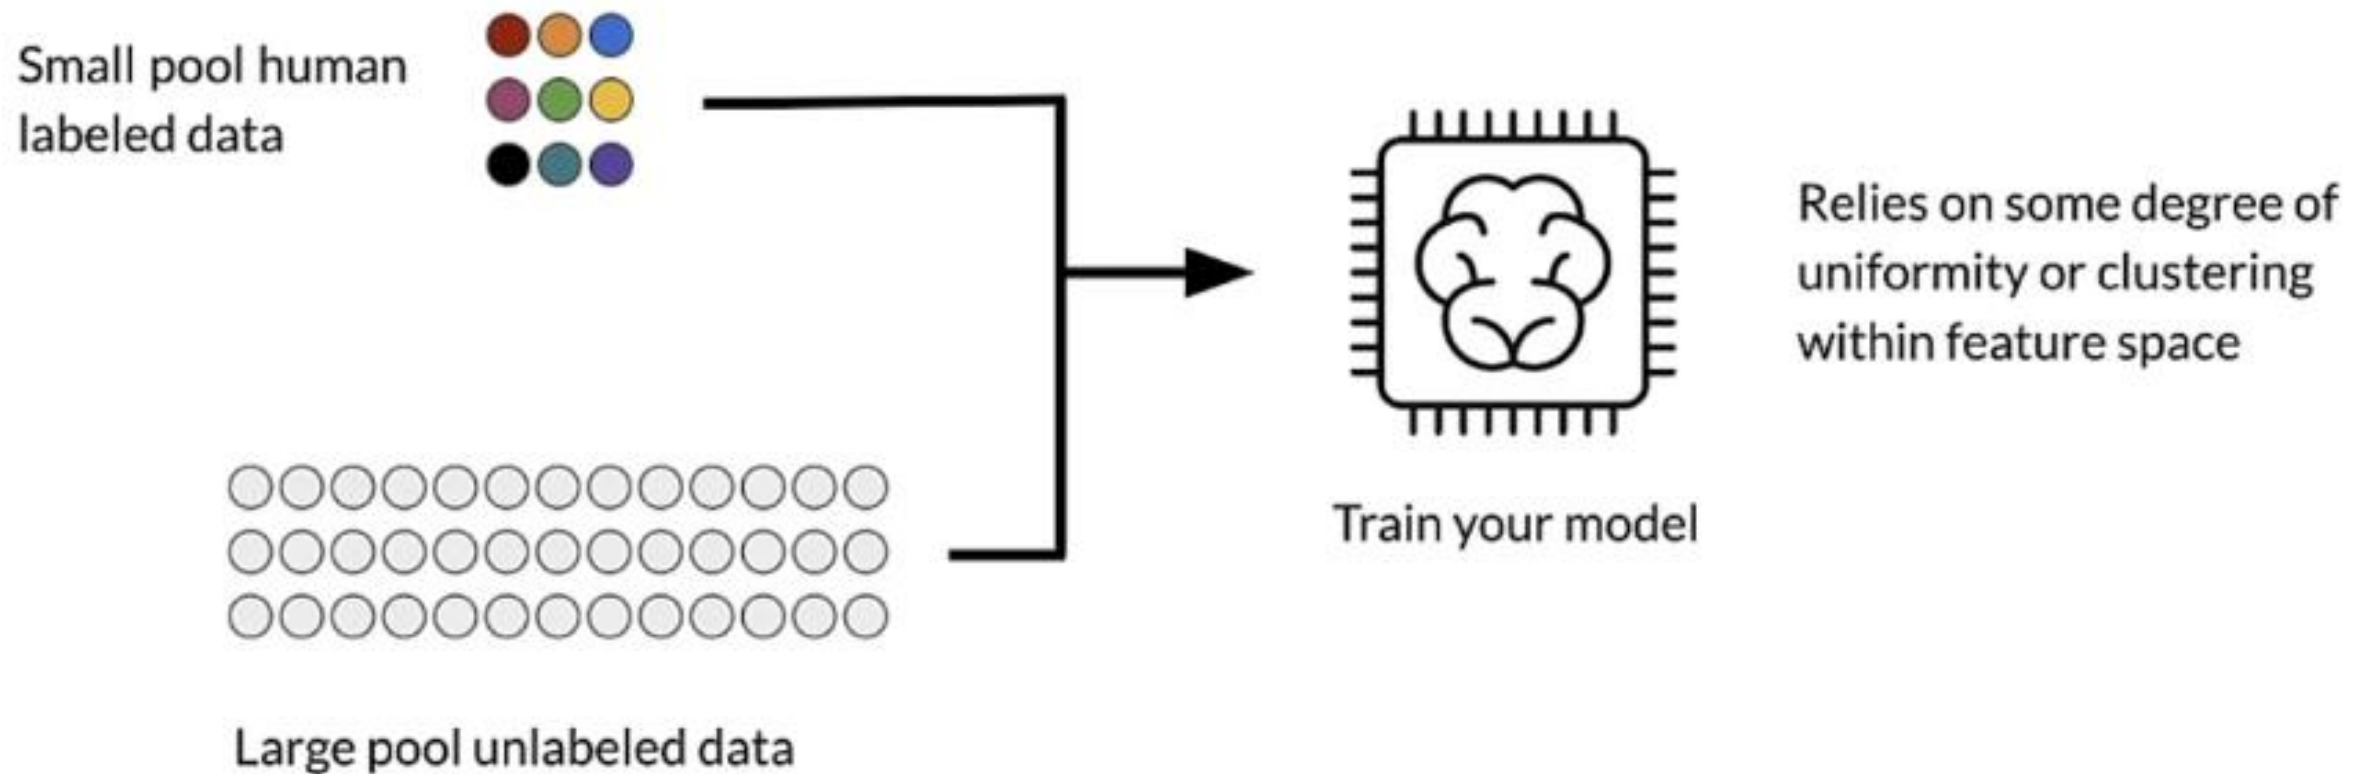 Small pool human
labeled data
Relies on some degree of
uniformity or clustering
within feature space
Train your model
Large pool unlabeled data